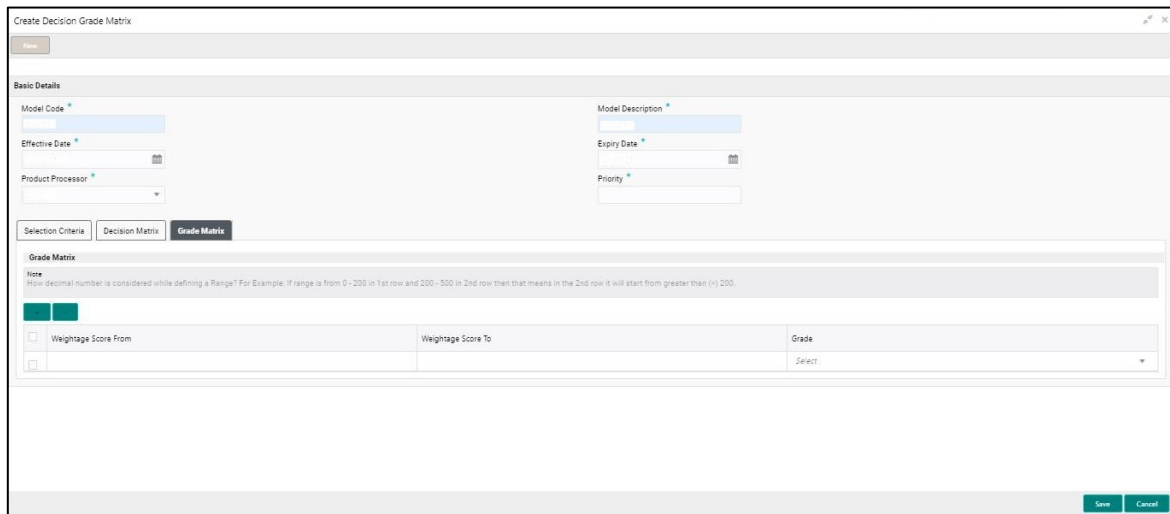 Create Decision Grade Matrix
New
Basic Details
Model Code *
Model Description *
Effective Date *
Expiry Date *
Product Processor *
Priority *
Selection Criteria Decision Matrix Grade Matrix
Grade Matrix
Note
How decimal number is considered while defining a Range? For Example: If range is from 0 - 200 in 1st row and 200 - 500 in 2nd row then that means in the 2nd row it will start from greater than (>) 200.
Weightage Score From Weightage Score To Grade
Select
Save Cancel